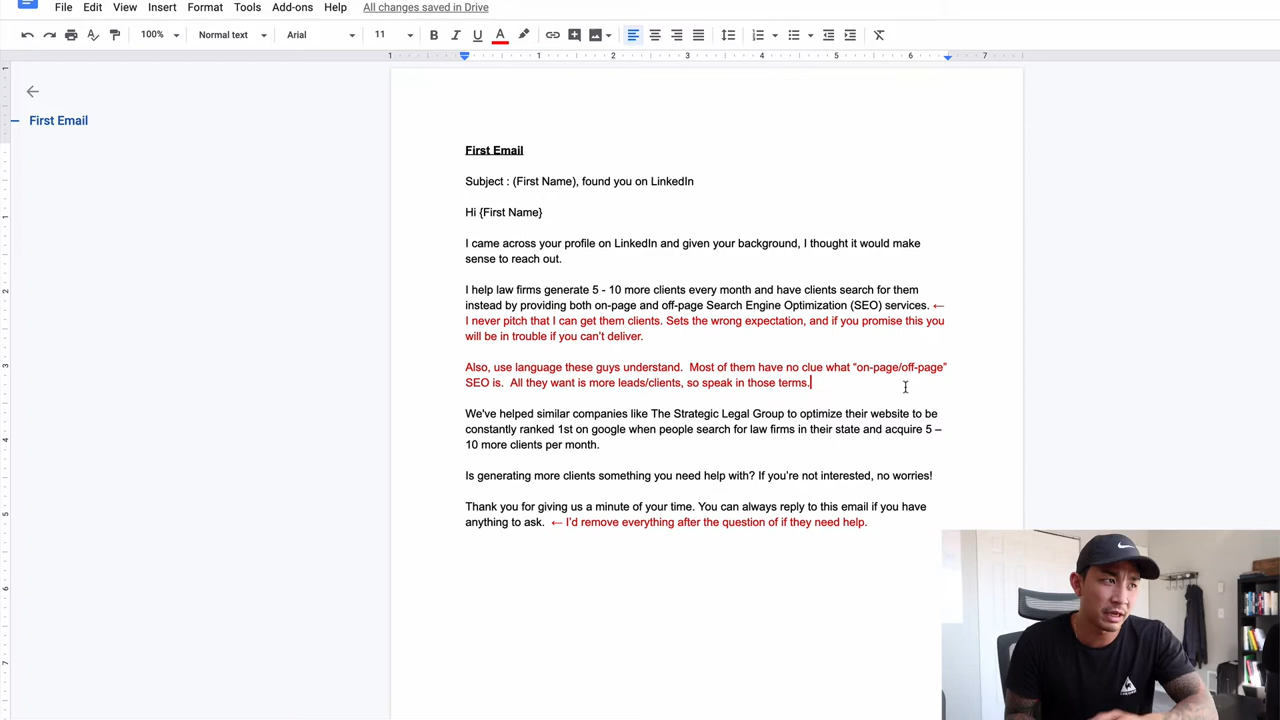 File Edit View Insert Format Tools Add-ons Help All changes saved in Drive
100% Normal text Arial 11
1 1 2 3 4 5 6 7
First Email
First Email
Subject : (First Name), found you on LinkedIn
Hi {First Name}
I came across your profile on LinkedIn and given your background, I thought it would make
sense to reach out.
I help law firms generate 5 - 10 more clients every month and have clients search for them
instead by providing both on-page and off-page Search Engine Optimization (SEO) services. ←
I never pitch that I can get them clients. Sets the wrong expectation, and if you promise this you
will be in trouble if you can't deliver.
Also, use language these guys understand.  Most of them have no clue what “on-page/off-page”
SEO is.  All they want is more leads/clients, so speak in those terms.
We've helped similar companies like The Strategic Legal Group to optimize their website to be
constantly ranked 1st on google when people search for law firms in their state and acquire 5 –
10 more clients per month.
Is generating more clients something you need help with? If you’re not interested, no worries!
Thank you for giving us a minute of your time. You can always reply to this email if you have
anything to ask.  ← I’d remove everything after the question of if they need help.